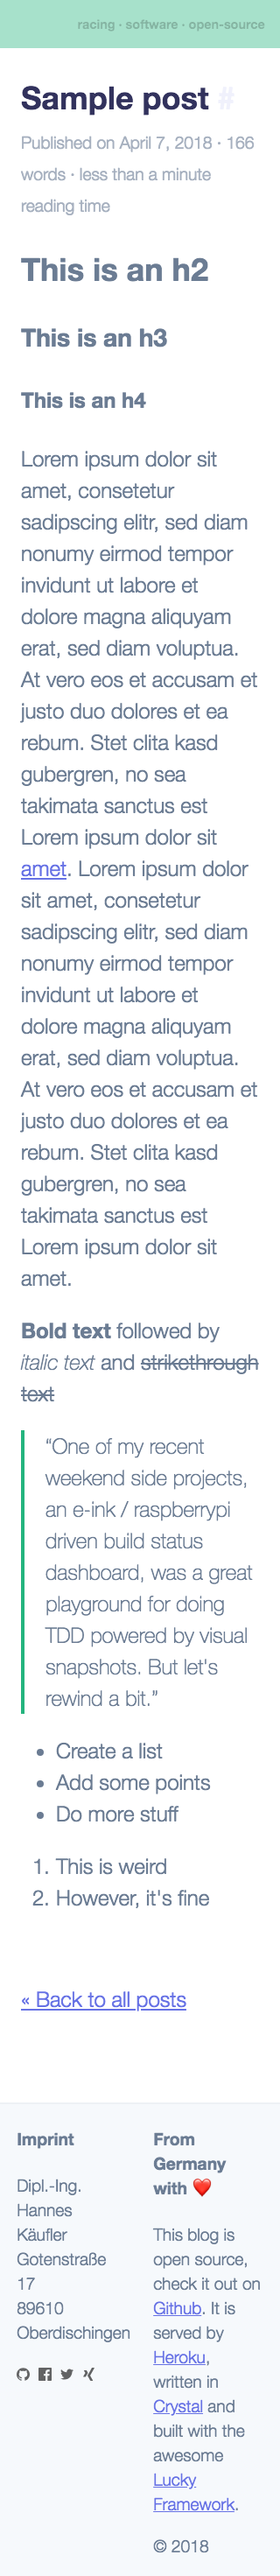 racing · software · open-source
Sample post #
Published on April 7, 2018 · 166
words · less than a minute
reading time
This is an h2
This is an h3
This is an h4
Lorem ipsum dolor sit
amet, consetetur
sadipscing elitr, sed diam
nonumy eirmod tempor
invidunt ut labore et
dolore magna aliquyam
erat, sed diam voluptua.
At vero eos et accusam et
justo duo dolores et ea
rebum. Stet clita kasd
gubergren, no sea
takimata sanctus est
Lorem ipsum dolor sit
amet. Lorem ipsum dolor
sit amet, consetetur
sadipscing elitr, sed diam
nonumy eirmod tempor
invidunt ut labore et
dolore magna aliquyam
erat, sed diam voluptua.
At vero eos et accusam et
justo duo dolores et ea
rebum. Stet clita kasd
gubergren, no sea
takimata sanctus est
Lorem ipsum dolor sit
amet.
Bold text followed by
italic text and strikethrough
text
“One of my recent
weekend side projects,
an e-ink / raspberrypi
driven build status
dashboard, was a great
playground for doing
TDD powered by visual
snapshots. But let's
rewind a bit.”
• Create a list
• Add some points
• Do more stuff
1. This is weird
2. However, it's fine
« Back to all posts
Imprint
Dipl.-Ing.
Hannes
Käufler
Gotenstraße
17
89610
Oberdischingen
From
Germany
with ❤️
This blog is
open source,
check it out on
Github. It is
served by
Heroku,
written in
Crystal and
built with the
awesome
Lucky
Framework.
© 2018